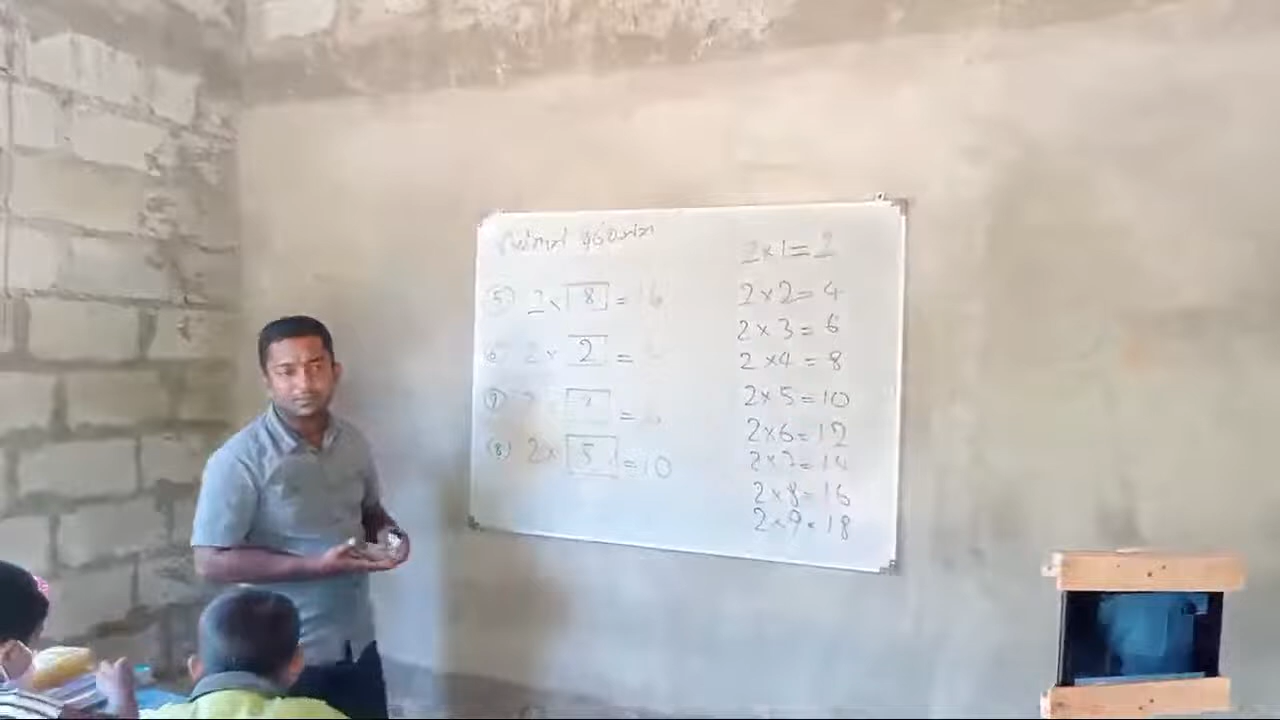 (5) 2 × 8 = 16
(6) 2 × 2 =
(7)
(8) 2 × 5 = 10
2 × 1 = 2
2 × 2 = 4
2 × 3 = 6
2 × 4 = 8
2 × 5 = 10
2 × 6 = 12
2 × 7 = 14
2 × 8 = 16
2 × 9 = 18